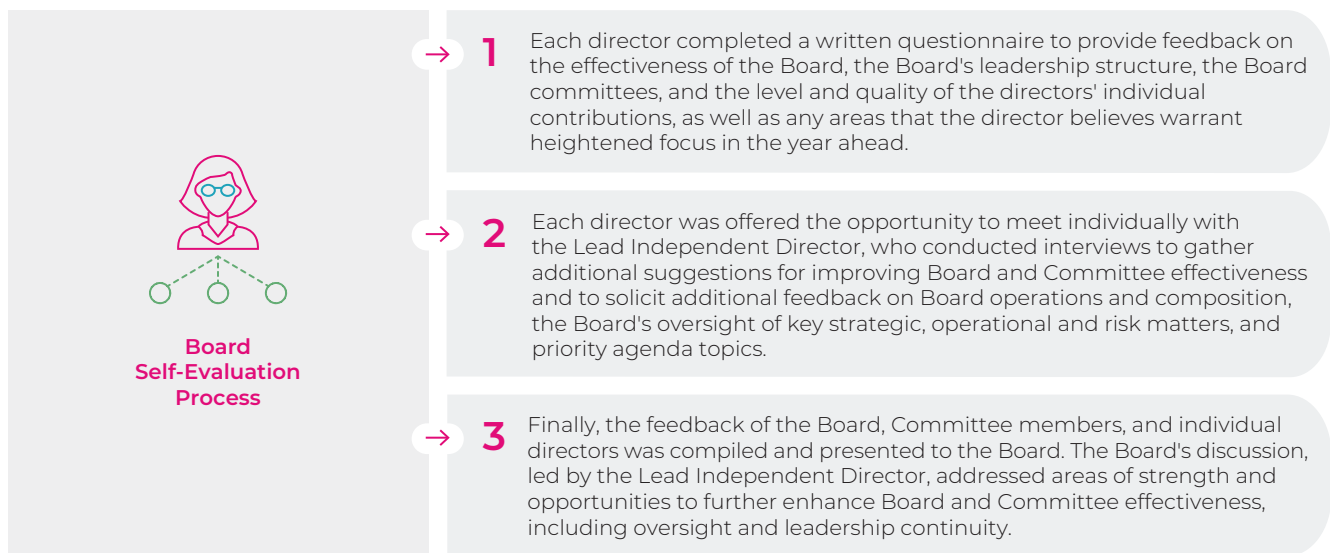 Board
Self-Evaluation
Process
1
Each director completed a written questionnaire to provide feedback on
the effectiveness of the Board, the Board's leadership structure, the Board
committees, and the level and quality of the directors' individual
contributions, as well as any areas that the director believes warrant
heightened focus in the year ahead.
2
Each director was offered the opportunity to meet individually with
the Lead Independent Director, who conducted interviews to gather
additional suggestions for improving Board and Committee effectiveness
and to solicit additional feedback on Board operations and composition,
the Board's oversight of key strategic, operational and risk matters, and
priority agenda topics.
3
Finally, the feedback of the Board, Committee members, and individual
directors was compiled and presented to the Board. The Board's discussion,
led by the Lead Independent Director, addressed areas of strength and
opportunities to further enhance Board and Committee effectiveness,
including oversight and leadership continuity.